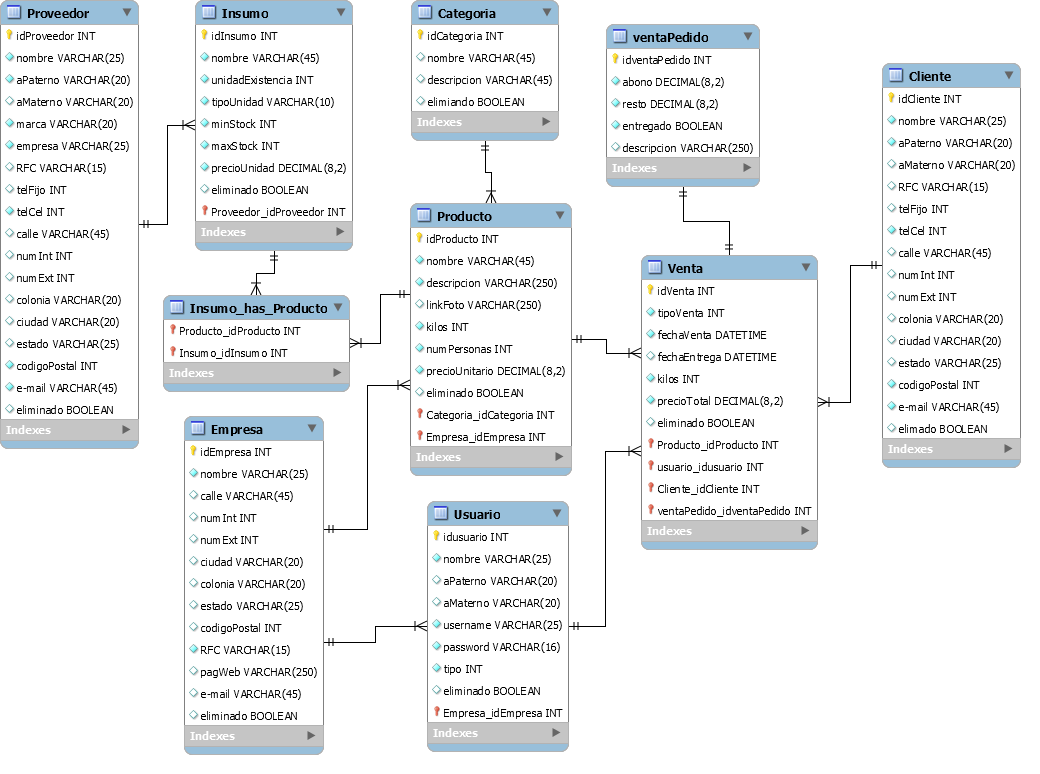 Proveedor
idProveedor INT
nombre VARCHAR(25)
aPaterno VARCHAR(20)
aMaterno VARCHAR(20)
marca VARCHAR(20)
empresa VARCHAR(25)
RFC VARCHAR(15)
telFijo INT
telCel INT
calle VARCHAR(45)
numInt INT
numExt INT
colonia VARCHAR(20)
ciudad VARCHAR(20)
estado VARCHAR(25)
codigoPostal INT
e-mail VARCHAR(45)
eliminado BOOLEAN
Indexes
Insumo
idInsumo INT
nombre VARCHAR(45)
unidadExistencia INT
tipoUnidad VARCHAR(10)
minStock INT
maxStock INT
precioUnidad DECIMAL(8,2)
eliminado BOOLEAN
Proveedor_idProveedor INT
Indexes
Categoria
idCategoria INT
nombre VARCHAR(45)
descripcion VARCHAR(45)
elimiando BOOLEAN
Indexes
ventaPedido
idventaPedido INT
abono DECIMAL(8,2)
resto DECIMAL(8,2)
entregado BOOLEAN
descripcion VARCHAR(250)
Indexes
Cliente
idCliente INT
nombre VARCHAR(25)
aPaterno VARCHAR(20)
aMaterno VARCHAR(20)
RFC VARCHAR(15)
telFijo INT
telCel INT
calle VARCHAR(45)
numInt INT
numExt INT
colonia VARCHAR(20)
ciudad VARCHAR(20)
estado VARCHAR(25)
codigoPostal INT
e-mail VARCHAR(45)
elimado BOOLEAN
Indexes
Insumo_has_Producto
Producto_idProducto INT
Insumo_idInsumo INT
Indexes
Producto
idProducto INT
nombre VARCHAR(45)
descripcion VARCHAR(250)
linkFoto VARCHAR(250)
kilos INT
numPersonas INT
precioUnitario DECIMAL(8,2)
eliminado BOOLEAN
Categoria_idCategoria INT
Empresa_idEmpresa INT
Indexes
Venta
idVenta INT
tipoVenta INT
fechaVenta DATETIME
fechaEntrega DATETIME
kilos INT
precioTotal DECIMAL(8,2)
eliminado BOOLEAN
Producto_idProducto INT
usuario_idusuario INT
Cliente_idCliente INT
ventaPedido_idventaPedido INT
Indexes
Empresa
idEmpresa INT
nombre VARCHAR(25)
calle VARCHAR(45)
numInt INT
numExt INT
ciudad VARCHAR(20)
colonia VARCHAR(20)
estado VARCHAR(25)
codigoPostal INT
RFC VARCHAR(15)
pagWeb VARCHAR(250)
e-mail VARCHAR(45)
eliminado BOOLEAN
Indexes
Usuario
idusuario INT
nombre VARCHAR(25)
aPaterno VARCHAR(20)
aMaterno VARCHAR(20)
username VARCHAR(25)
password VARCHAR(16)
tipo INT
eliminado BOOLEAN
Empresa_idEmpresa INT
Indexes